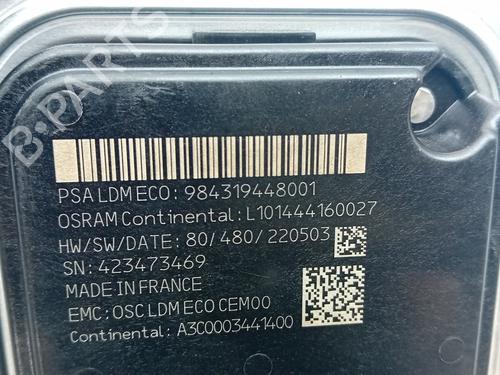 B-PARTS
PSA LDM ECO: 984319448001
OSRAM Continental: L101444160027
HW/SW/DATE: 80/480/220503
SN: 423473469
MADE IN FRANCE
EMC: OSC LDM ECO CEM00
Continental: A3C0003441400